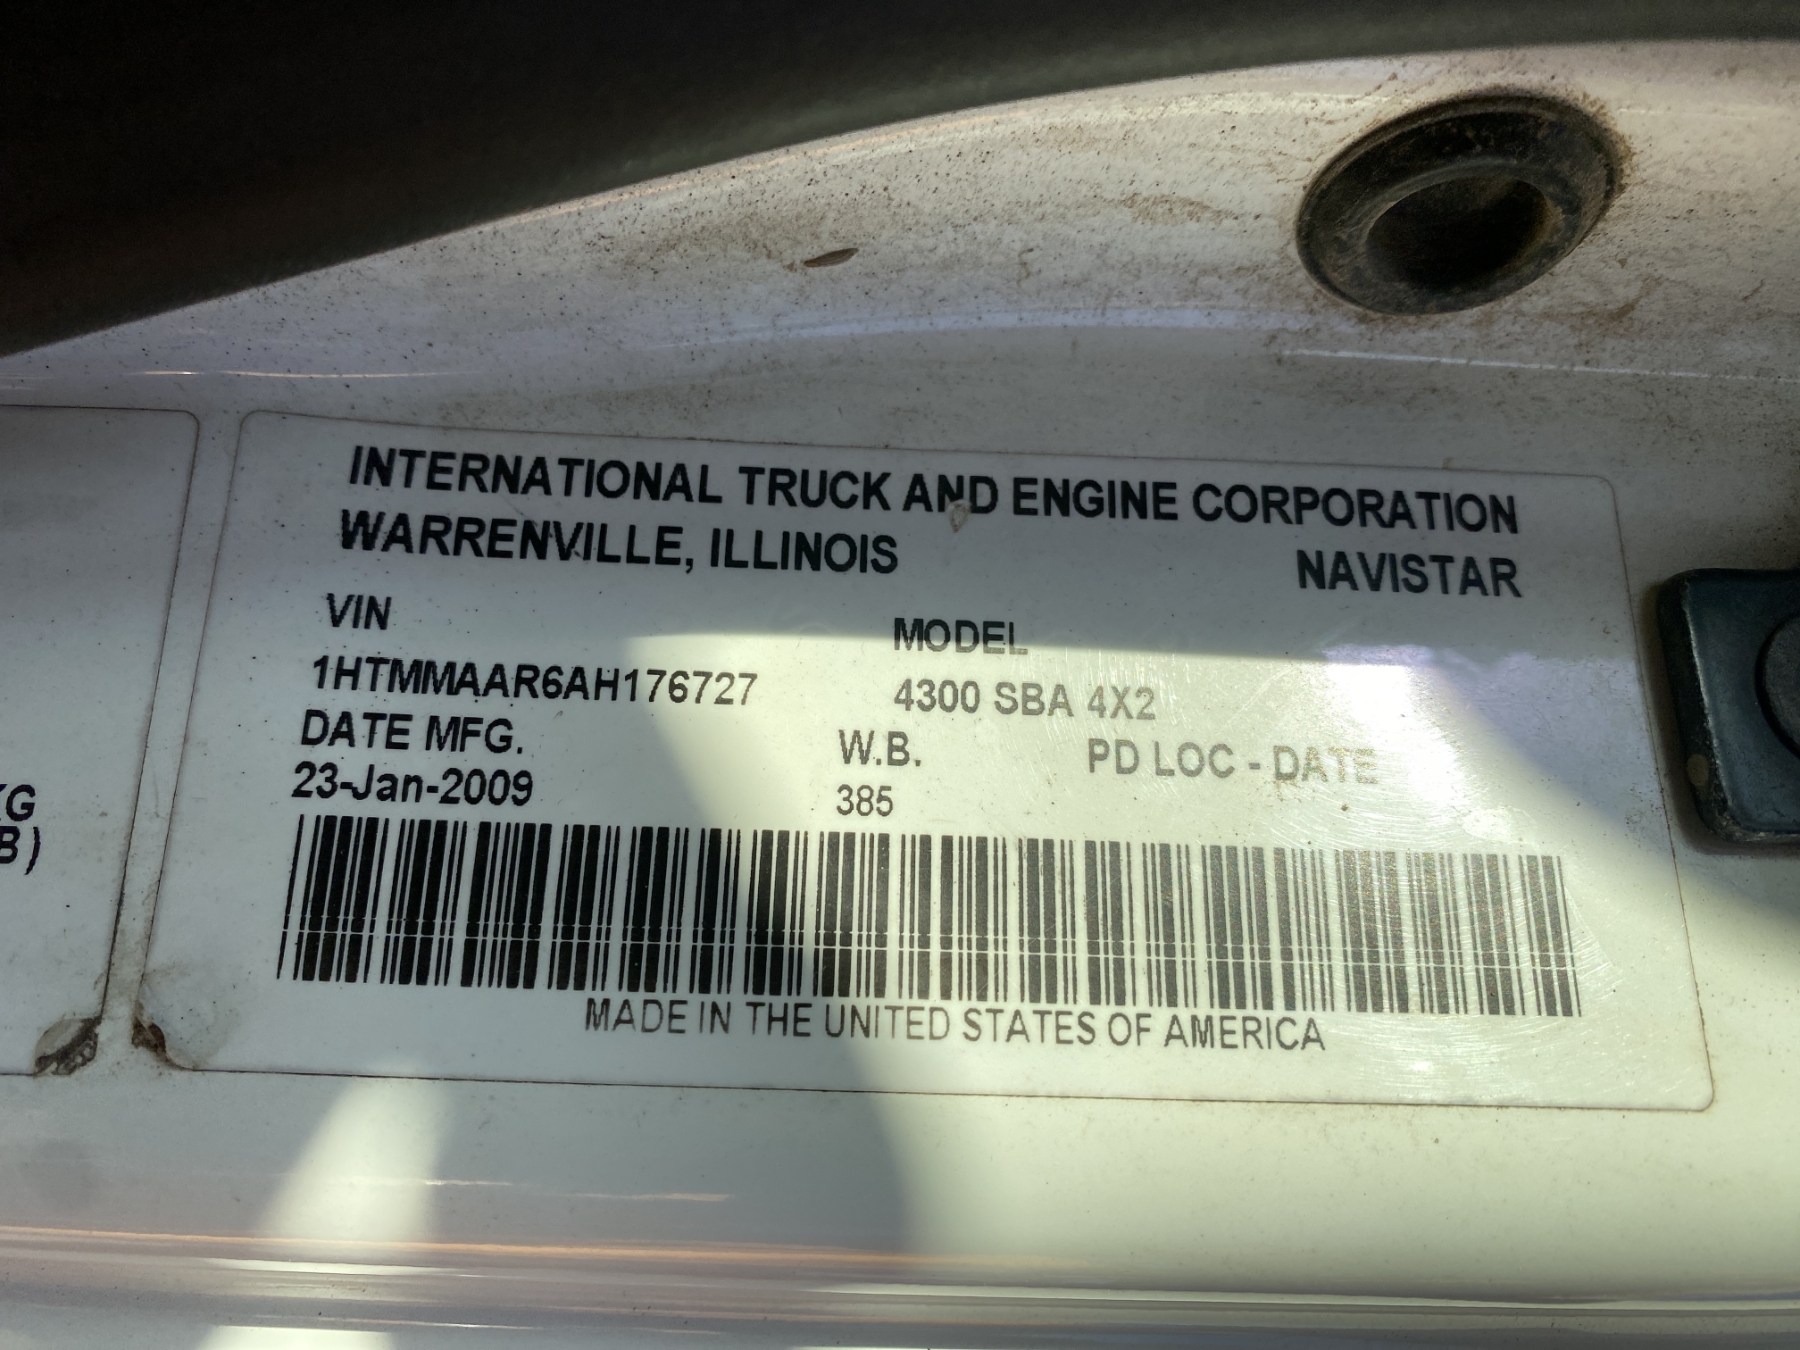 INTERNATIONAL TRUCK AND ENGINE CORPORATION
WARRENVILLE, ILLINOIS NAVISTAR
VIN MODEL
1HTMMAAR6AH176727 4300 SBA 4X2
DATE MFG. W.B. PD LOC - DATE
23-Jan-2009 385
MADE IN THE UNITED STATES OF AMERICA
KG
B)